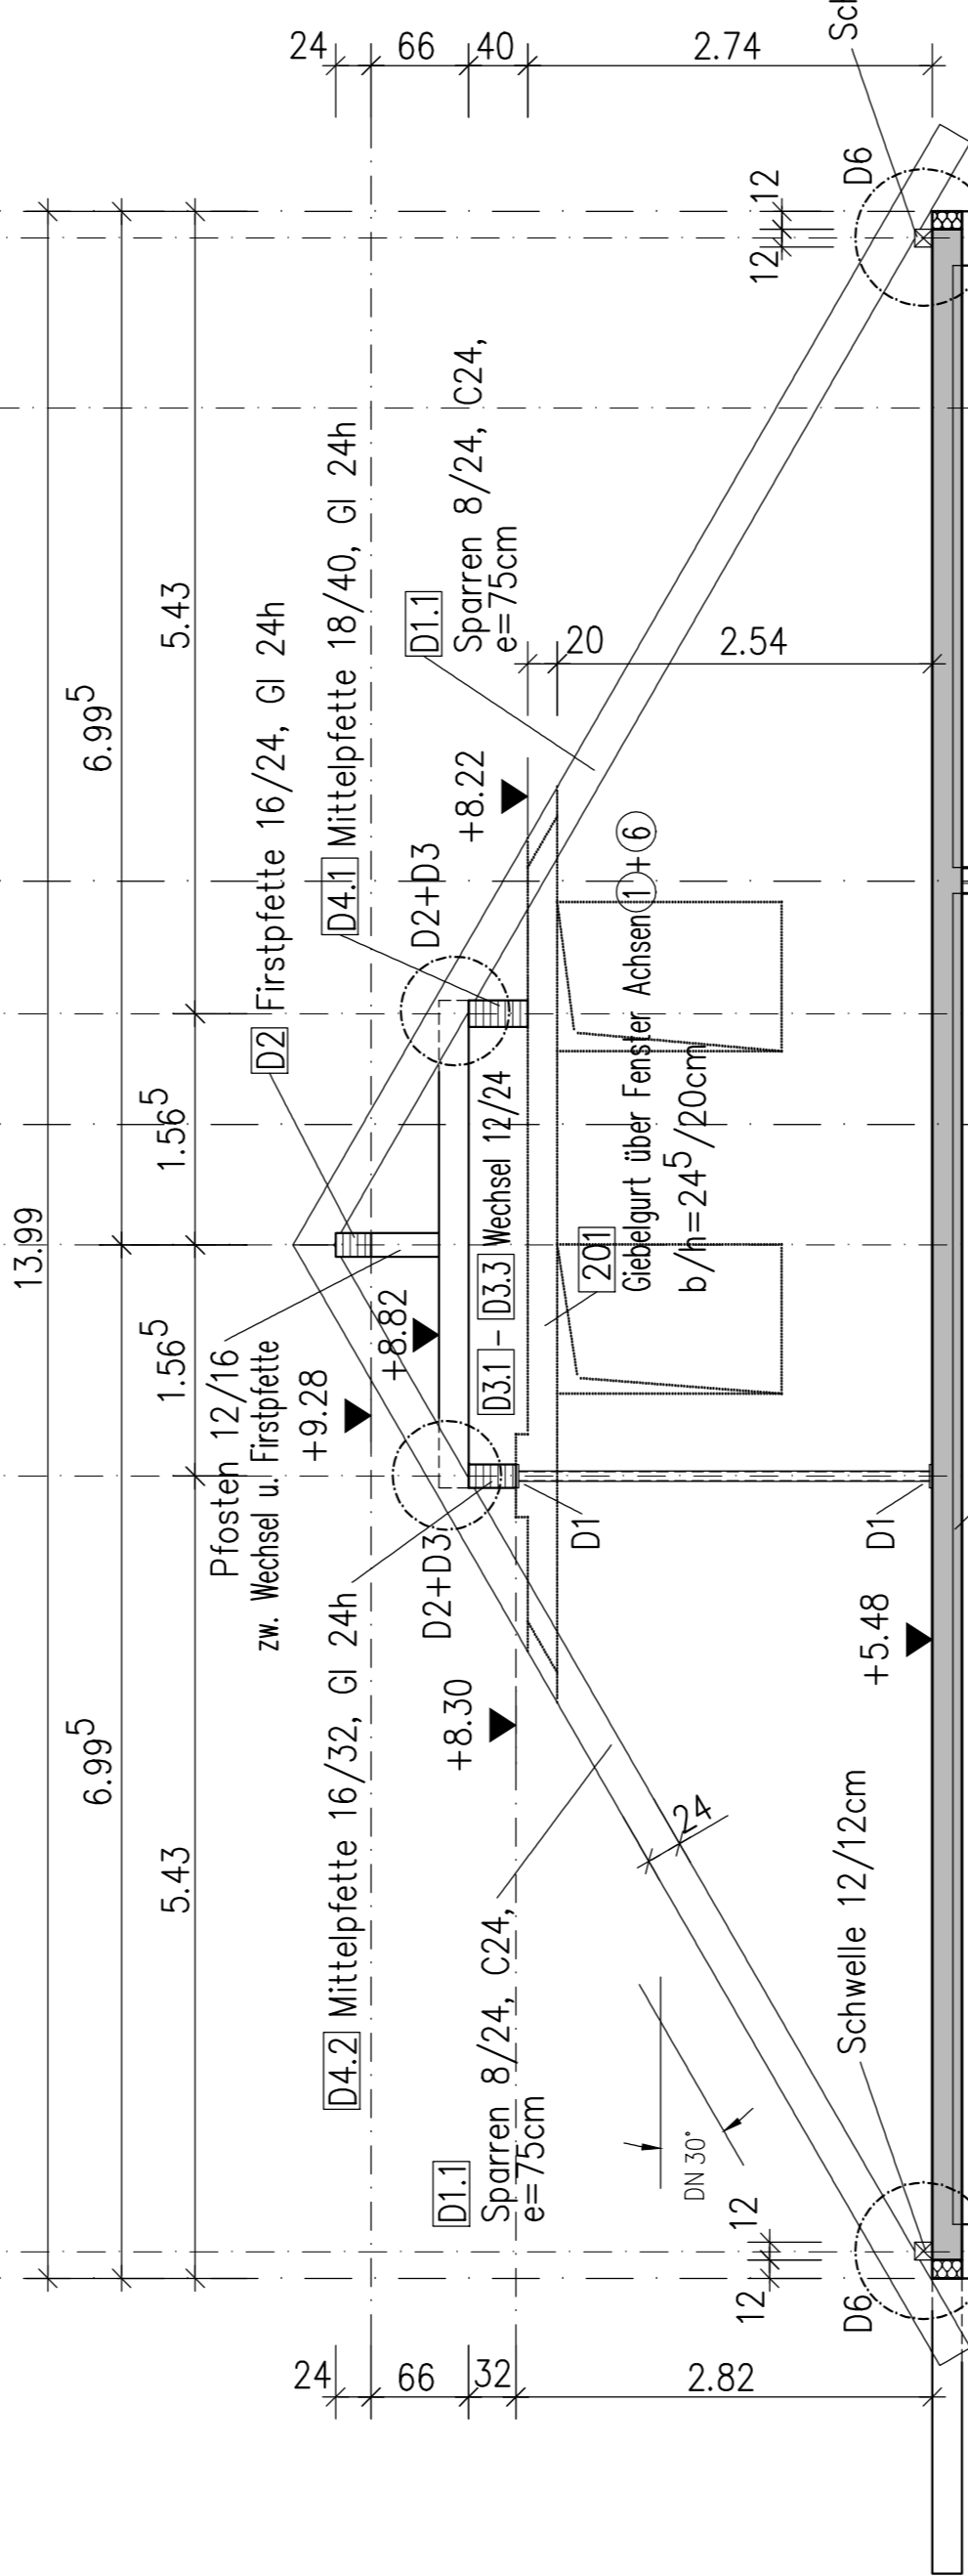 13.99
6.99⁵
6.99⁵
5.43
1.56⁵
1.56⁵
5.43
24
66
32
2.82
24
66
40
2.74
Pfosten 12/16
zw. Wechsel u. Firstpfette
D2 Firstpfette 16/24, Gl 24h
D4.2 Mittelpfette 16/32, Gl 24h
D4.1 Mittelpfette 18/40, Gl 24h
+9.28
+8.82
D2+D3
D2+D3
+8.30
+8.22
D1.1
Sparren 8/24, C24,
e=75cm
D1.1
Sparren 8/24, C24,
e=75cm
D3.1 – D3.3 Wechsel 12/24
201
Giebelgurt über Fenster Achsen 1 + 6
b/h=24⁵/20cm
20
2.54
24
DN 30°
D1
D1
+5.48
12
12
12
12
Schwelle 12/12cm
D6
D6